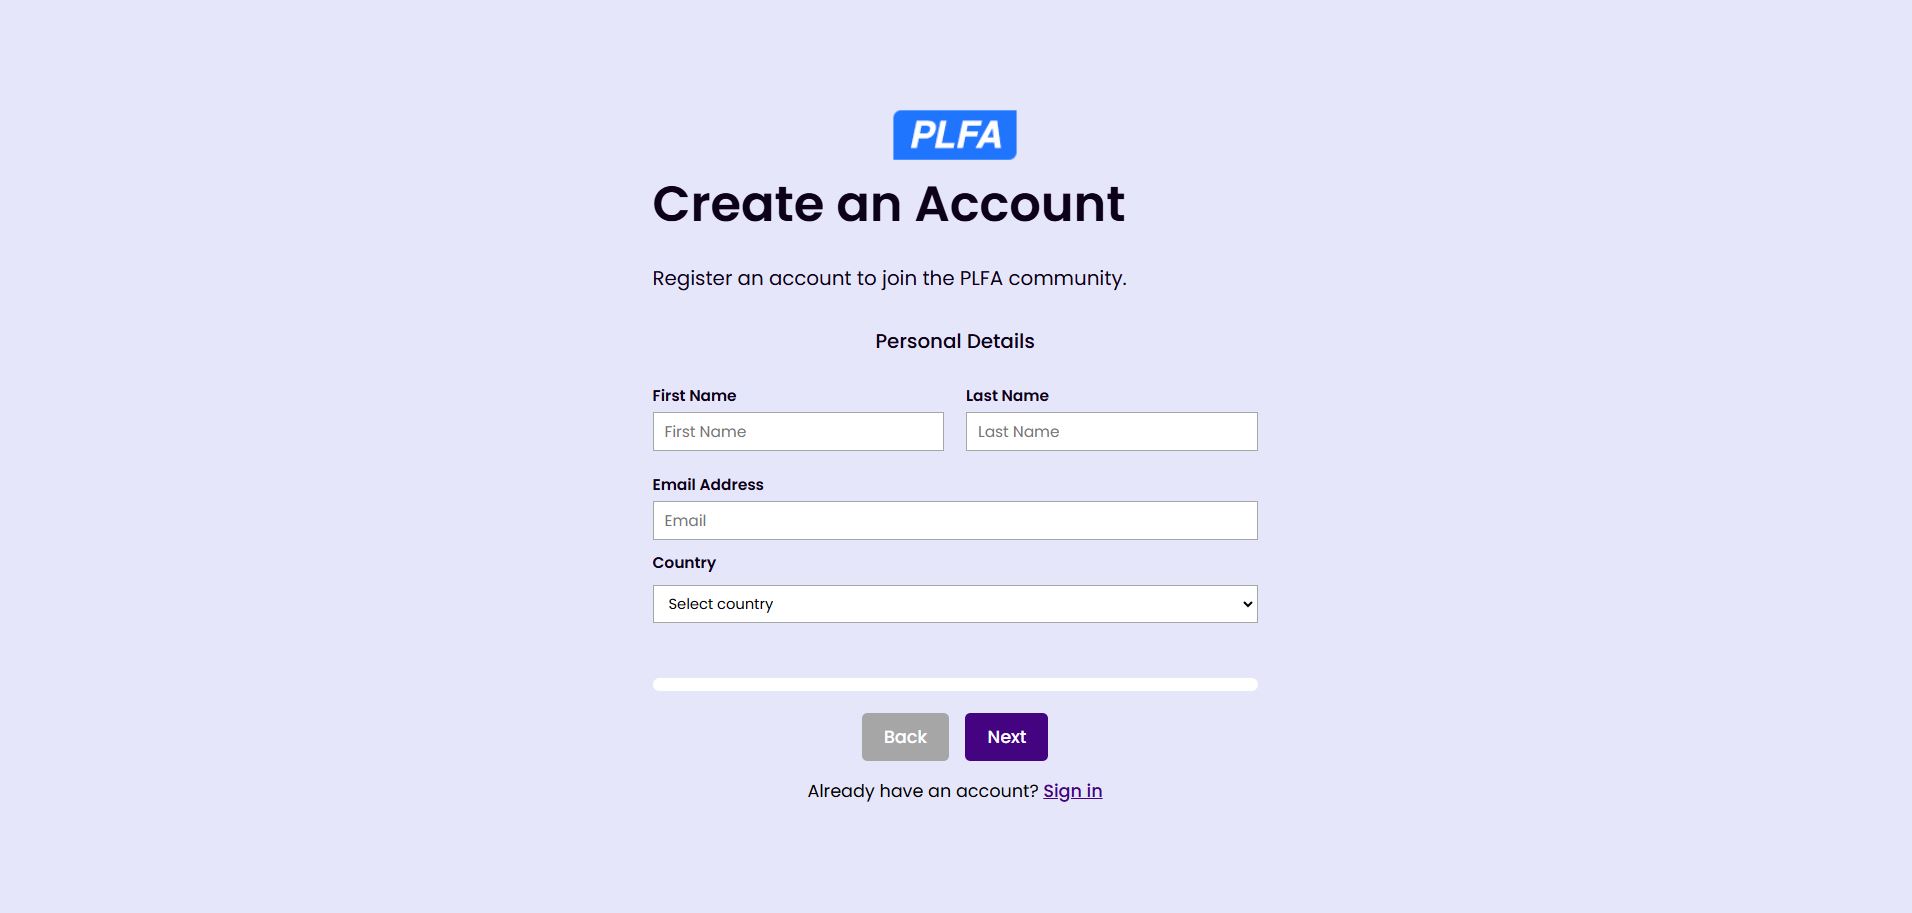 PLFA
Create an Account
Register an account to join the PLFA community.
Personal Details
First Name Last Name
First Name Last Name
Email Address
Email
Country
Select country
Back Next
Already have an account? Sign in